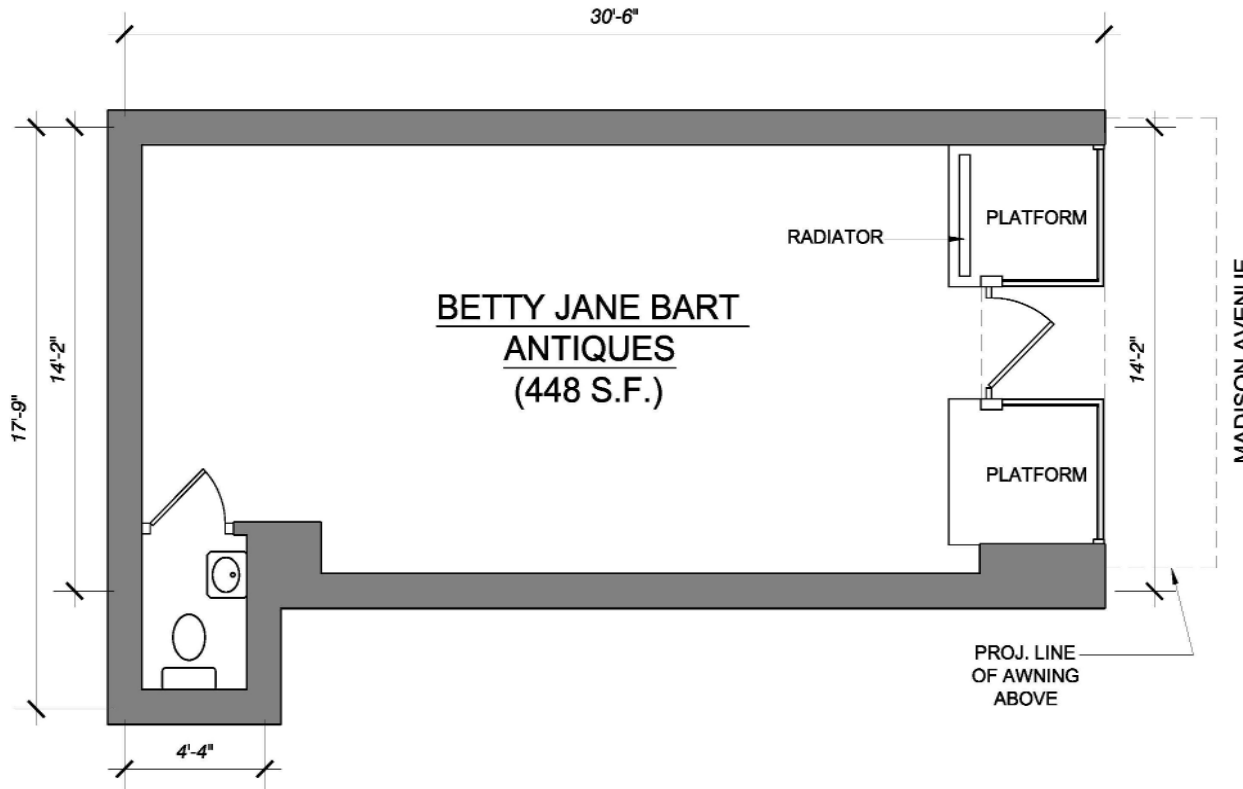 30'-6"
BETTY JANE BART
ANTIQUES
(448 S.F.)
RADIATOR
PLATFORM
PLATFORM
14'-2"
17'-9"
14'-2"
MADISON AVENUE
PROJ. LINE
OF AWNING
ABOVE
4'-4"